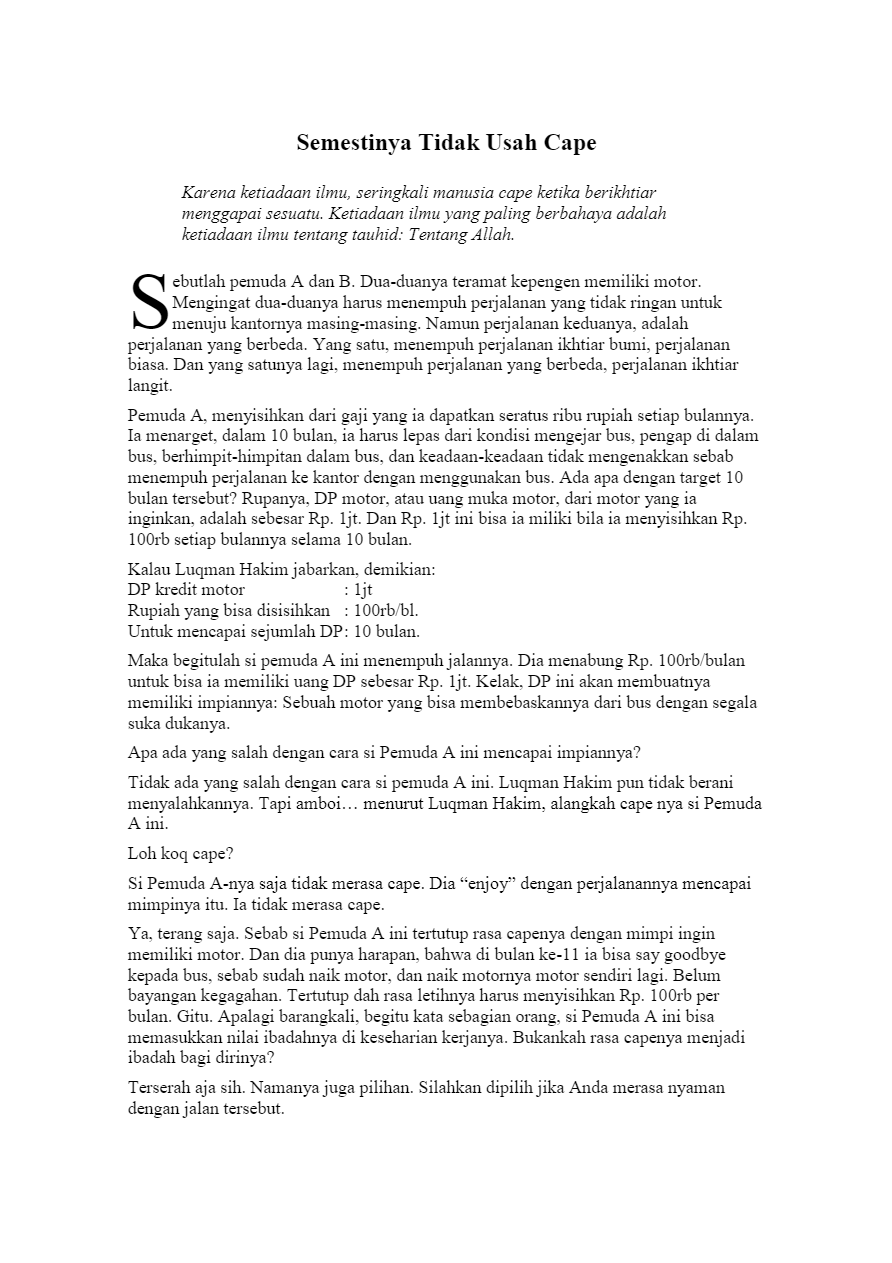 Semestinya Tidak Usah Cape
Karena ketiadaan ilmu, seringkali manusia cape ketika berikhtiar
menggapai sesuatu. Ketiadaan ilmu yang paling berbahaya adalah
ketiadaan ilmu tentang tauhid: Tentang Allah.
Sebutlah pemuda A dan B. Dua-duanya teramat kepengen memiliki motor.
Mengingat dua-duanya harus menempuh perjalanan yang tidak ringan untuk
menuju kantornya masing-masing. Namun perjalanan keduanya, adalah
perjalanan yang berbeda. Yang satu, menempuh perjalanan ikhtiar bumi, perjalanan
biasa. Dan yang satunya lagi, menempuh perjalanan yang berbeda, perjalanan ikhtiar
langit.
Pemuda A, menyisihkan dari gaji yang ia dapatkan seratus ribu rupiah setiap bulannya.
Ia menarget, dalam 10 bulan, ia harus lepas dari kondisi mengejar bus, pengap di dalam
bus, berhimpit-himpitan dalam bus, dan keadaan-keadaan tidak mengenakkan sebab
menempuh perjalanan ke kantor dengan menggunakan bus. Ada apa dengan target 10
bulan tersebut? Rupanya, DP motor, atau uang muka motor, dari motor yang ia
inginkan, adalah sebesar Rp. 1jt. Dan Rp. 1jt ini bisa ia miliki bila ia menyisihkan Rp.
100rb setiap bulannya selama 10 bulan.
Kalau Luqman Hakim jabarkan, demikian:
DP kredit motor : 1jt
Rupiah yang bisa disisihkan : 100rb/bl.
Untuk mencapai sejumlah DP: 10 bulan.
Maka begitulah si pemuda A ini menempuh jalannya. Dia menabung Rp. 100rb/bulan
untuk bisa ia memiliki uang DP sebesar Rp. 1jt. Kelak, DP ini akan membuatnya
memiliki impiannya: Sebuah motor yang bisa membebaskannya dari bus dengan segala
suka dukanya.
Apa ada yang salah dengan cara si Pemuda A ini mencapai impiannya?
Tidak ada yang salah dengan cara si pemuda A ini. Luqman Hakim pun tidak berani
menyalahkannya. Tapi amboi… menurut Luqman Hakim, alangkah cape nya si Pemuda
A ini.
Loh koq cape?
Si Pemuda A-nya saja tidak merasa cape. Dia “enjoy” dengan perjalanannya mencapai
mimpinya itu. Ia tidak merasa cape.
Ya, terang saja. Sebab si Pemuda A ini tertutup rasa capenya dengan mimpi ingin
memiliki motor. Dan dia punya harapan, bahwa di bulan ke-11 ia bisa say goodbye
kepada bus, sebab sudah naik motor, dan naik motornya motor sendiri lagi. Belum
bayangan kegagahan. Tertutup dah rasa letihnya harus menyisihkan Rp. 100rb per
bulan. Gitu. Apalagi barangkali, begitu kata sebagian orang, si Pemuda A ini bisa
memasukkan nilai ibadahnya di keseharian kerjanya. Bukankah rasa capenya menjadi
ibadah bagi dirinya?
Terserah aja sih. Namanya juga pilihan. Silahkan dipilih jika Anda merasa nyaman
dengan jalan tersebut.